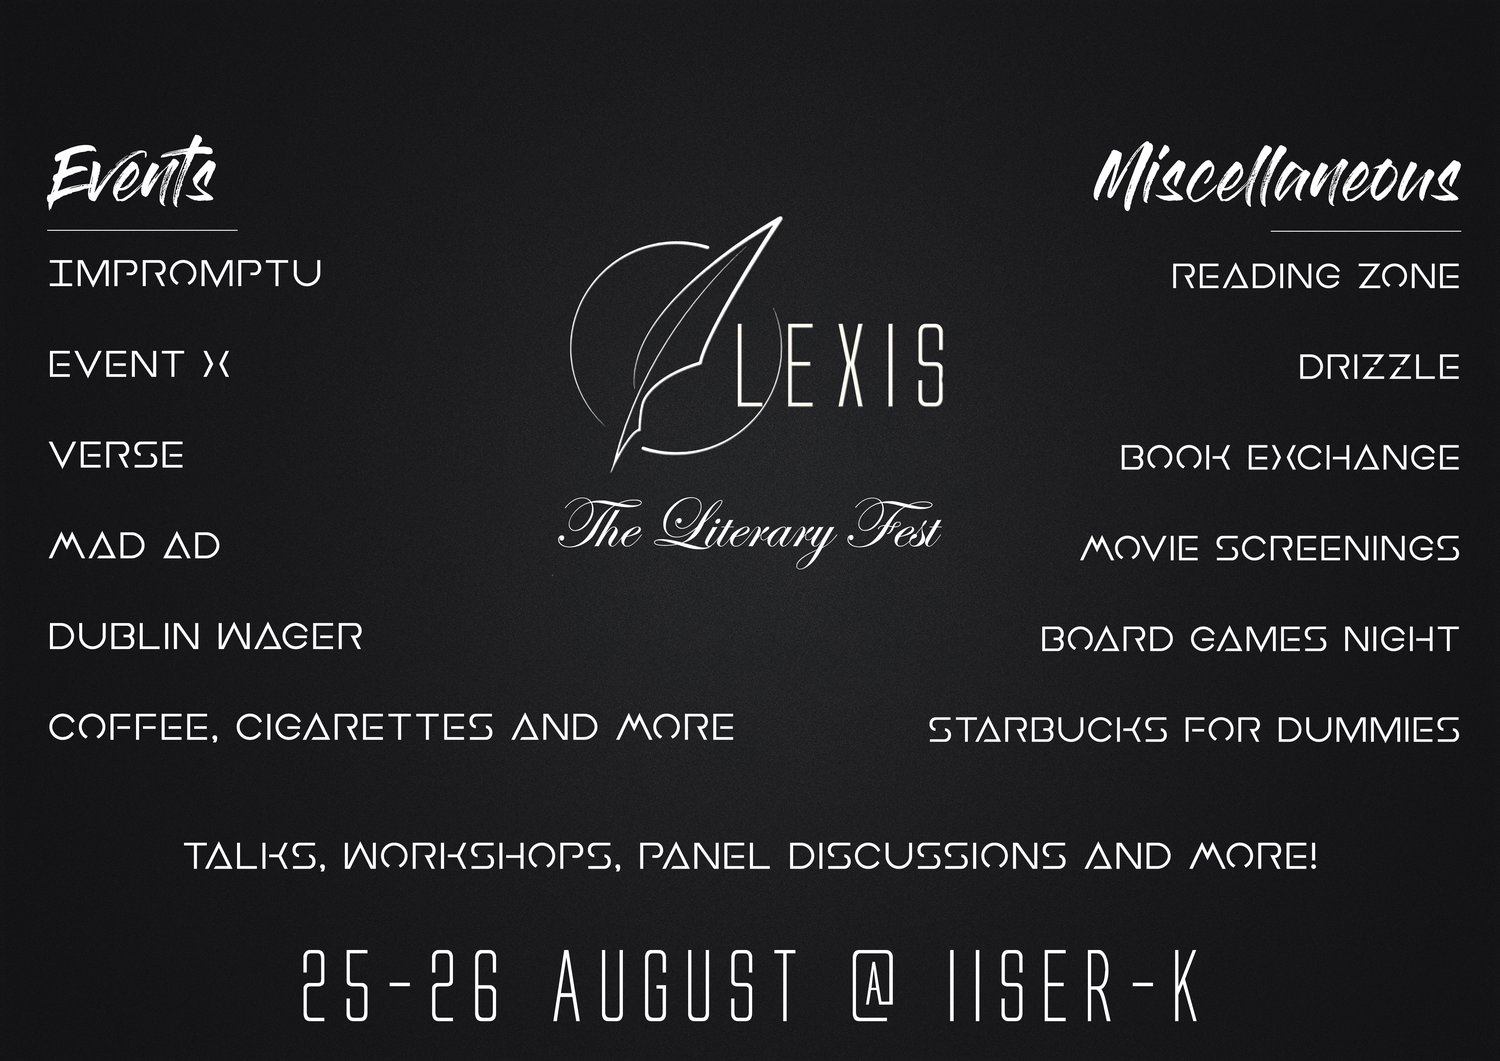 Events
IMPROMPTU
EVENT X
VERSE
MAD AD
DUBLIN WAGER
COFFEE, CIGARETTES AND MORE
LEXIS
The Literary Fest
Miscellaneous
READING ZONE
DRIZZLE
BOOK EXCHANGE
MOVIE SCREENINGS
BOARD GAMES NIGHT
STARBUCKS FOR DUMMIES
TALKS, WORKSHOPS, PANEL DISCUSSIONS AND MORE!
25-26 AUGUST @ IISER-K